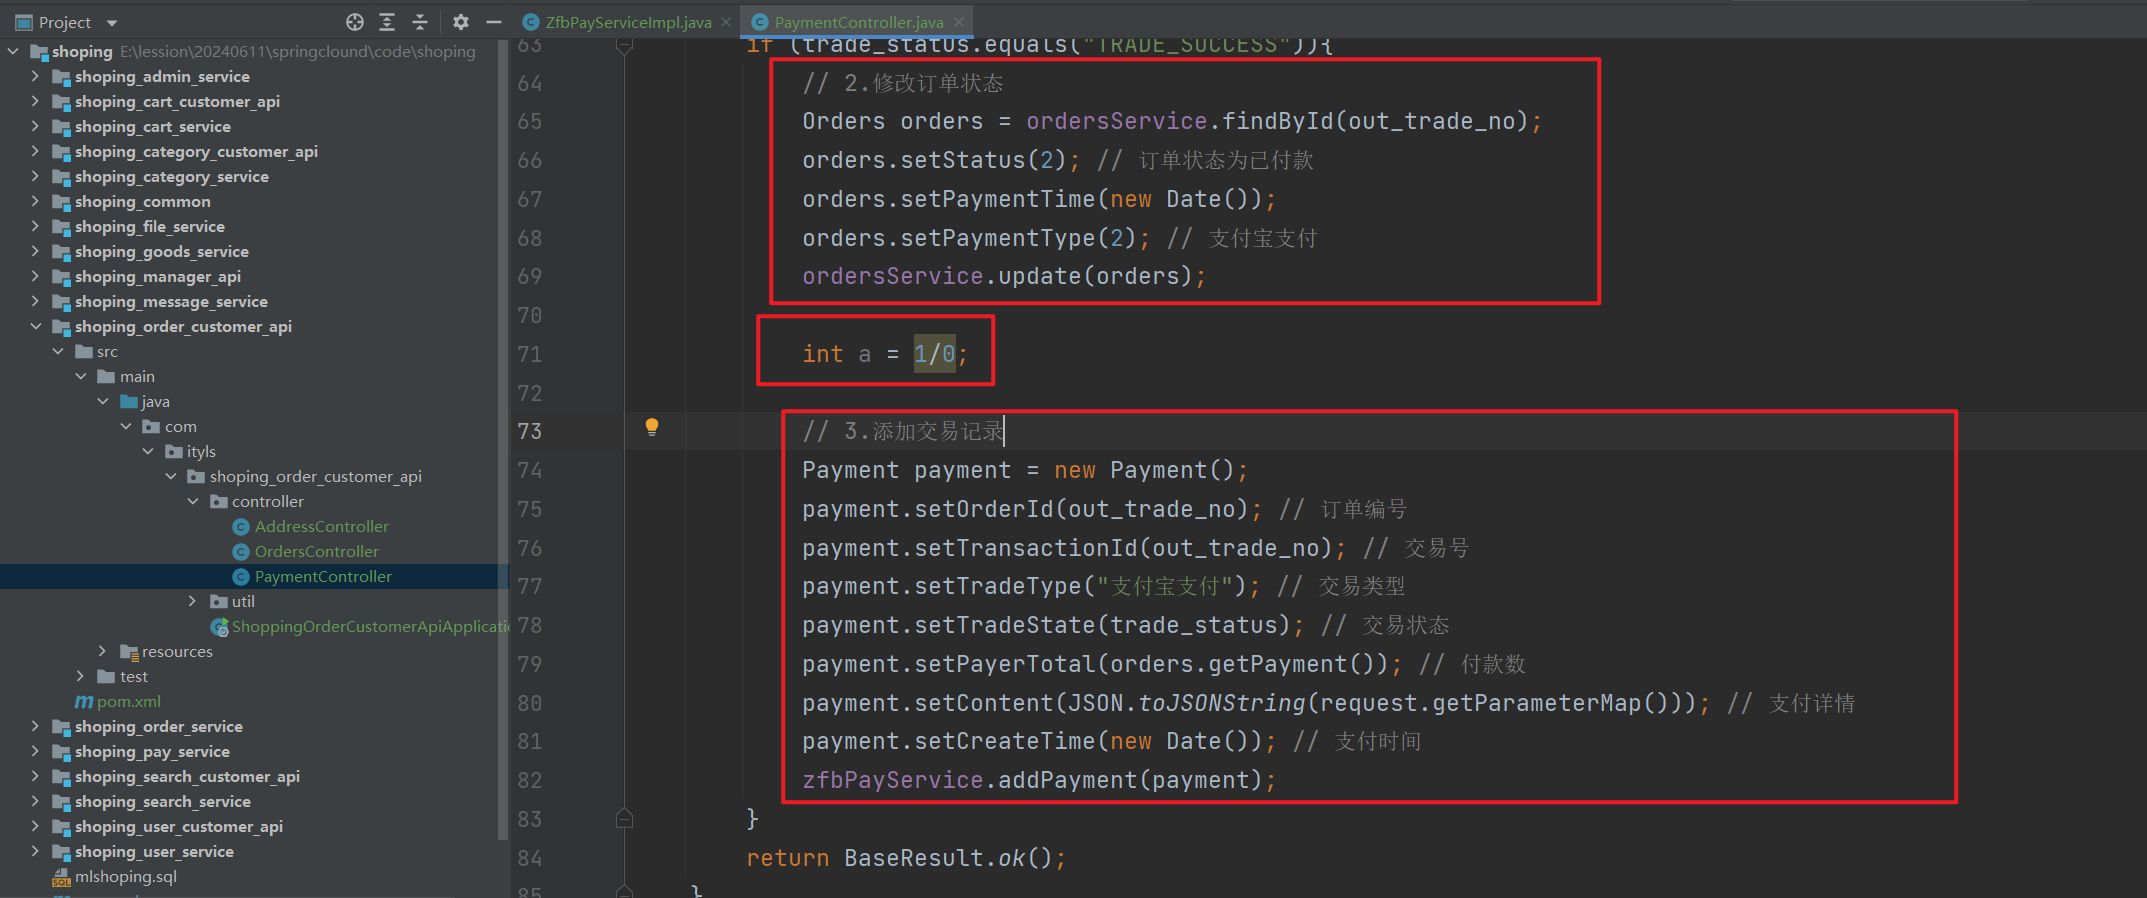 Project
ZfbPayServiceImpl.java
PaymentController.java
shoping E:\lession\20240611\springclound\code\shoping
shoping_admin_service
shoping_cart_customer_api
shoping_cart_service
shoping_category_customer_api
shoping_category_service
shoping_common
shoping_file_service
shoping_goods_service
shoping_manager_api
shoping_message_service
shoping_order_customer_api
src
main
java
com
ityls
shoping_order_customer_api
controller
AddressController
OrdersController
PaymentController
util
ShoppingOrderCustomerApiApplicatio
resources
test
pom.xml
shoping_order_service
shoping_pay_service
shoping_search_customer_api
shoping_search_service
shoping_user_customer_api
shoping_user_service
mlshoping.sql
63 if (trade_status.equals("TRADE_SUCCESS")){
64 // 2.修改订单状态
65 Orders orders = ordersService.findById(out_trade_no);
66 orders.setStatus(2); // 订单状态为已付款
67 orders.setPaymentTime(new Date());
68 orders.setPaymentType(2); // 支付宝支付
69 ordersService.update(orders);
70
71 int a = 1/0;
72
73 // 3.添加交易记录
74 Payment payment = new Payment();
75 payment.setOrderId(out_trade_no); // 订单编号
76 payment.setTransactionId(out_trade_no); // 交易号
77 payment.setTradeType("支付宝支付"); // 交易类型
78 payment.setTradeState(trade_status); // 交易状态
79 payment.setPayerTotal(orders.getPayment()); // 付款数
80 payment.setContent(JSON.toJSONString(request.getParameterMap())); // 支付详情
81 payment.setCreateTime(new Date()); // 支付时间
82 zfbPayService.addPayment(payment);
83 }
84 return BaseResult.ok();
85 }